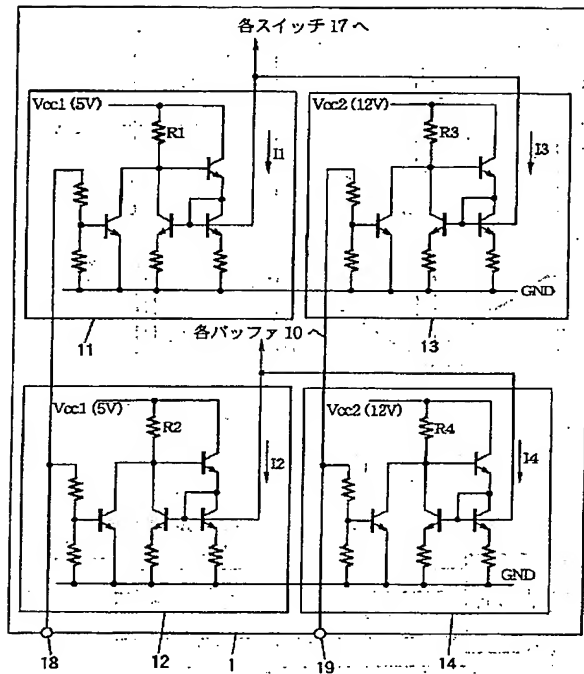 各スイッチ 17 へ
Vcc1 (5V)
R1
I1
Vcc2 (12V)
R3
I3
GND
11
13
各バッファ 10 へ
Vcc1 (5V)
R2
I2
Vcc2 (12V)
R4
I4
GND
18
12
1
19
14